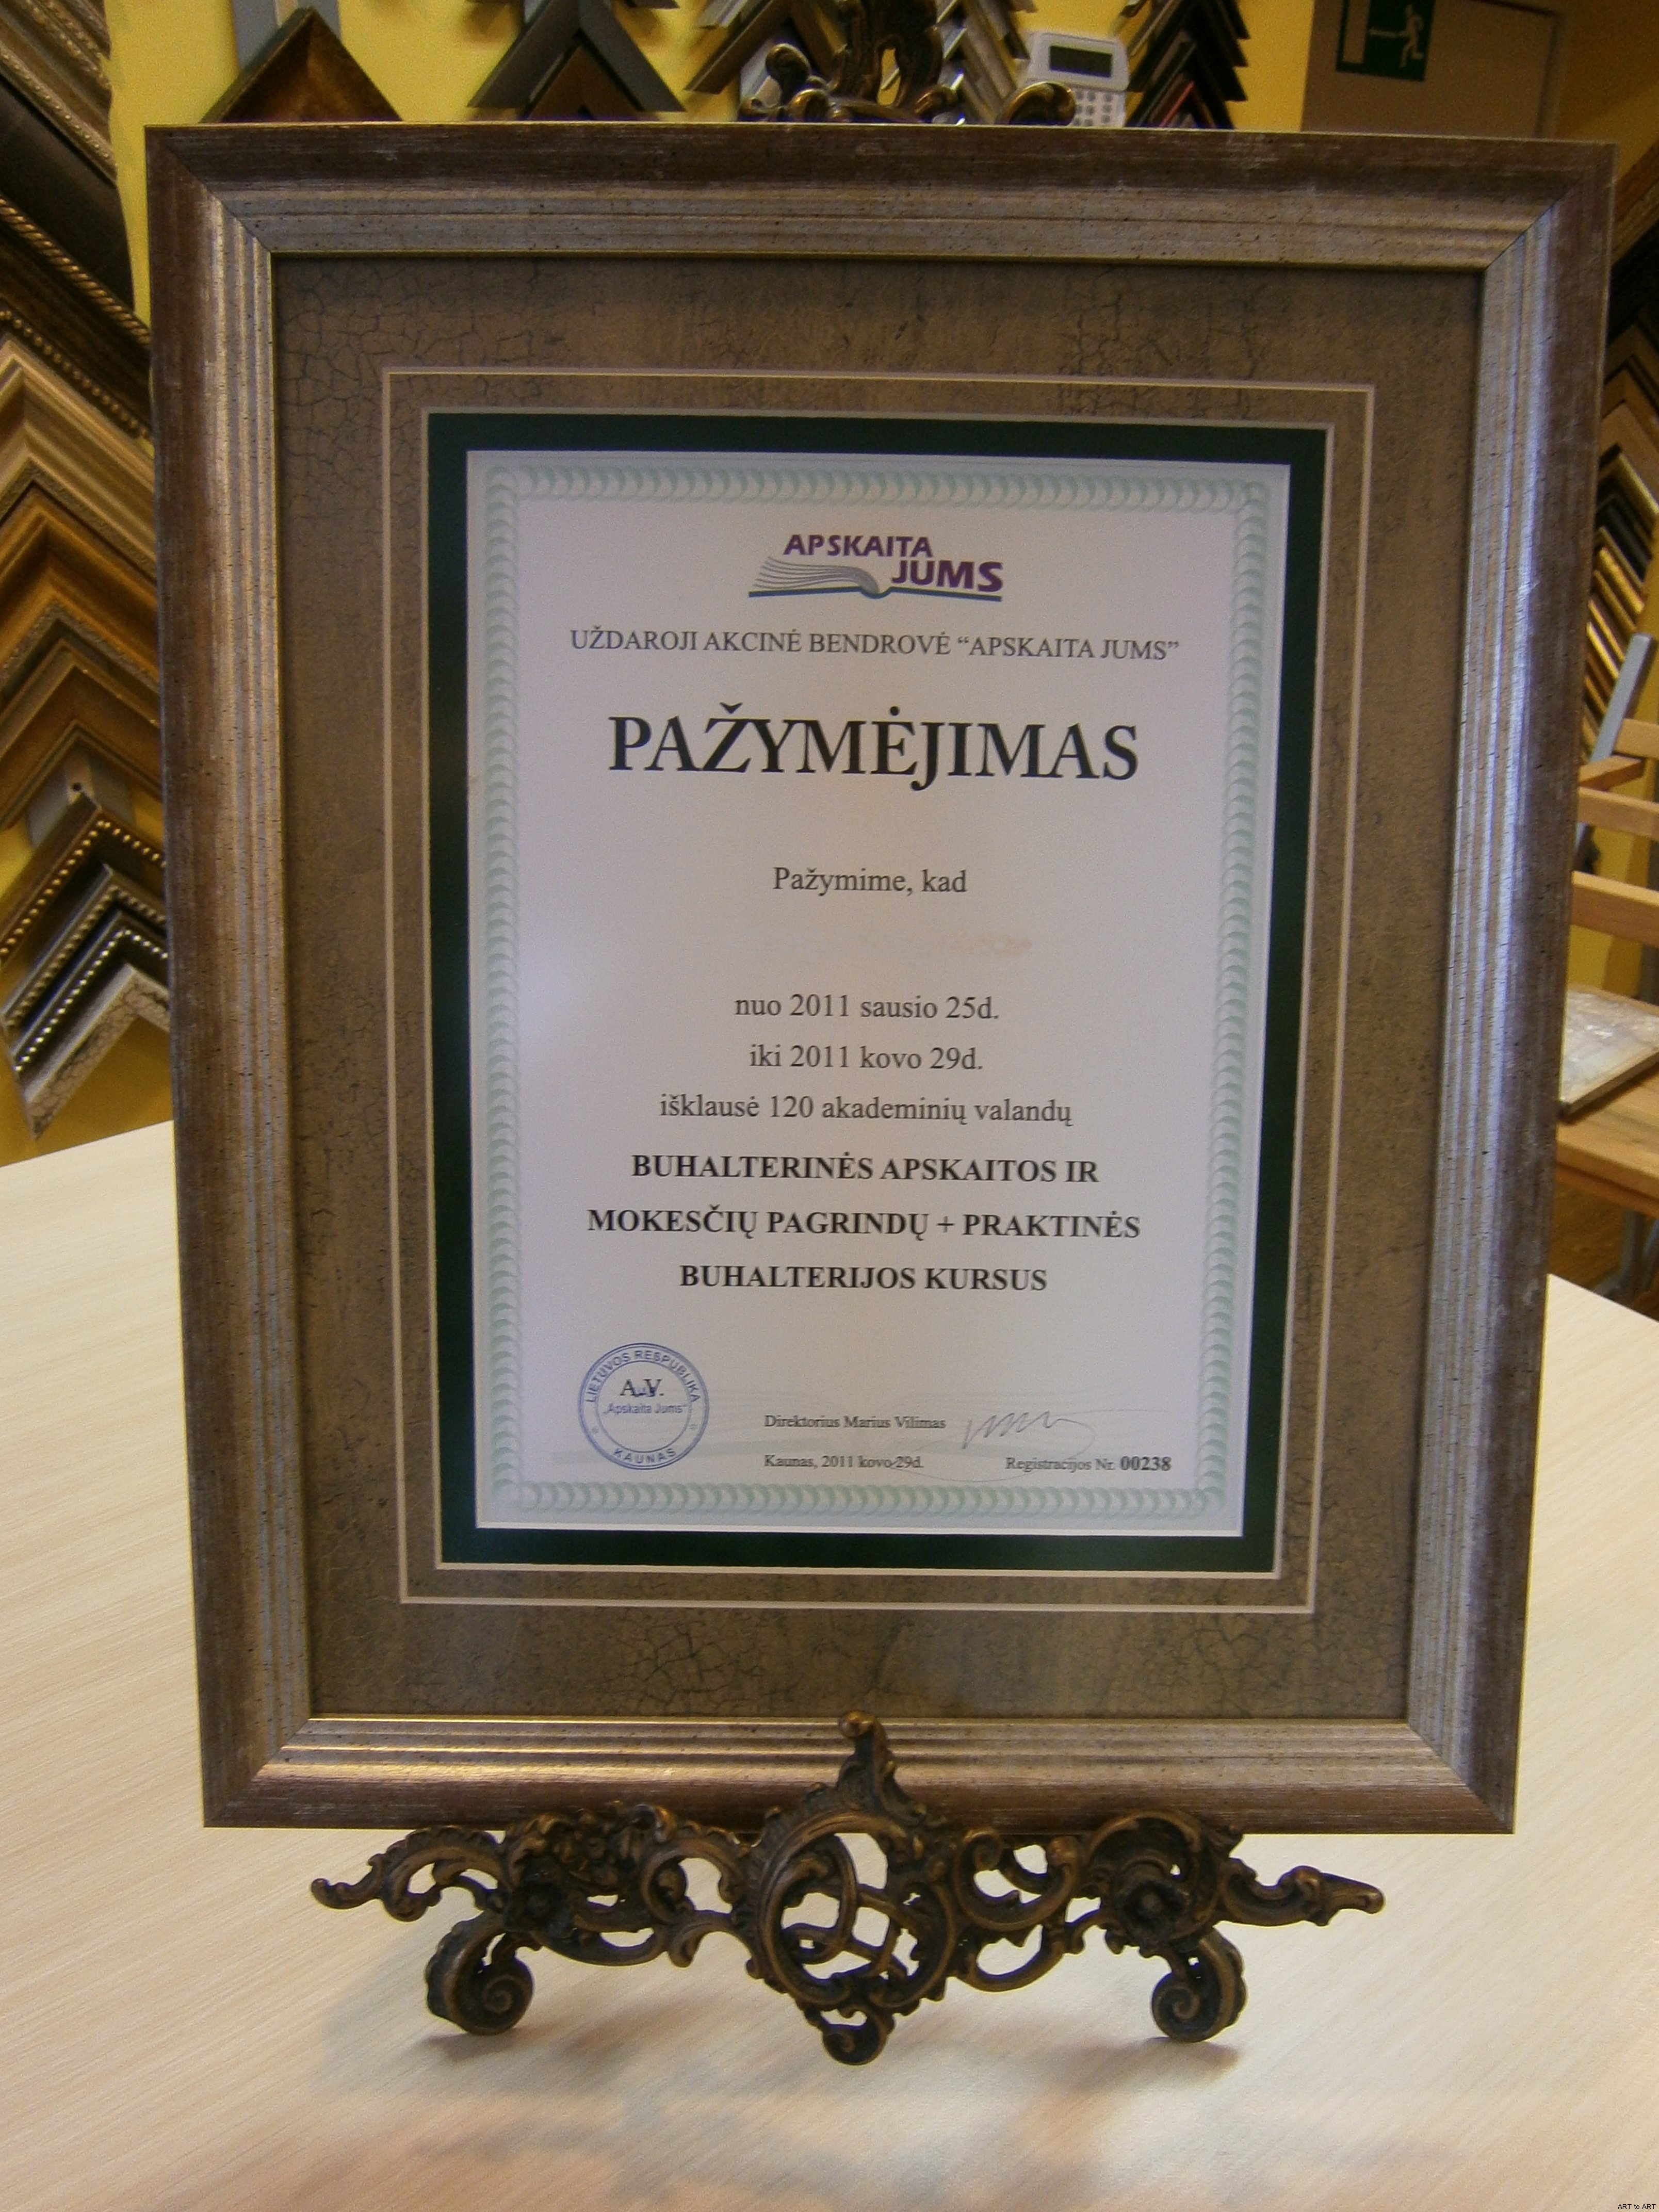 APSKAITA
JUMS
UŽDAROJI AKCINĖ BENDROVĖ “APSKAITA JUMS”
PAŽYMĖJIMAS
Pažymime, kad
nuo 2011 sausio 25d.
iki 2011 kovo 29d.
išklausė 120 akademinių valandų
BUHALTERINĖS APSKAITOS IR
MOKESČIŲ PAGRINDŲ + PRAKTINĖS
BUHALTERIJOS KURSUS
LIETUVOS RESPUBLIKA
A.V.
„Apskaita Jums“
KAUNAS
Direktorius Marius Vilimas
Kaunas, 2011 kovo 29d.
Registracijos Nr. 00238
ART to ART